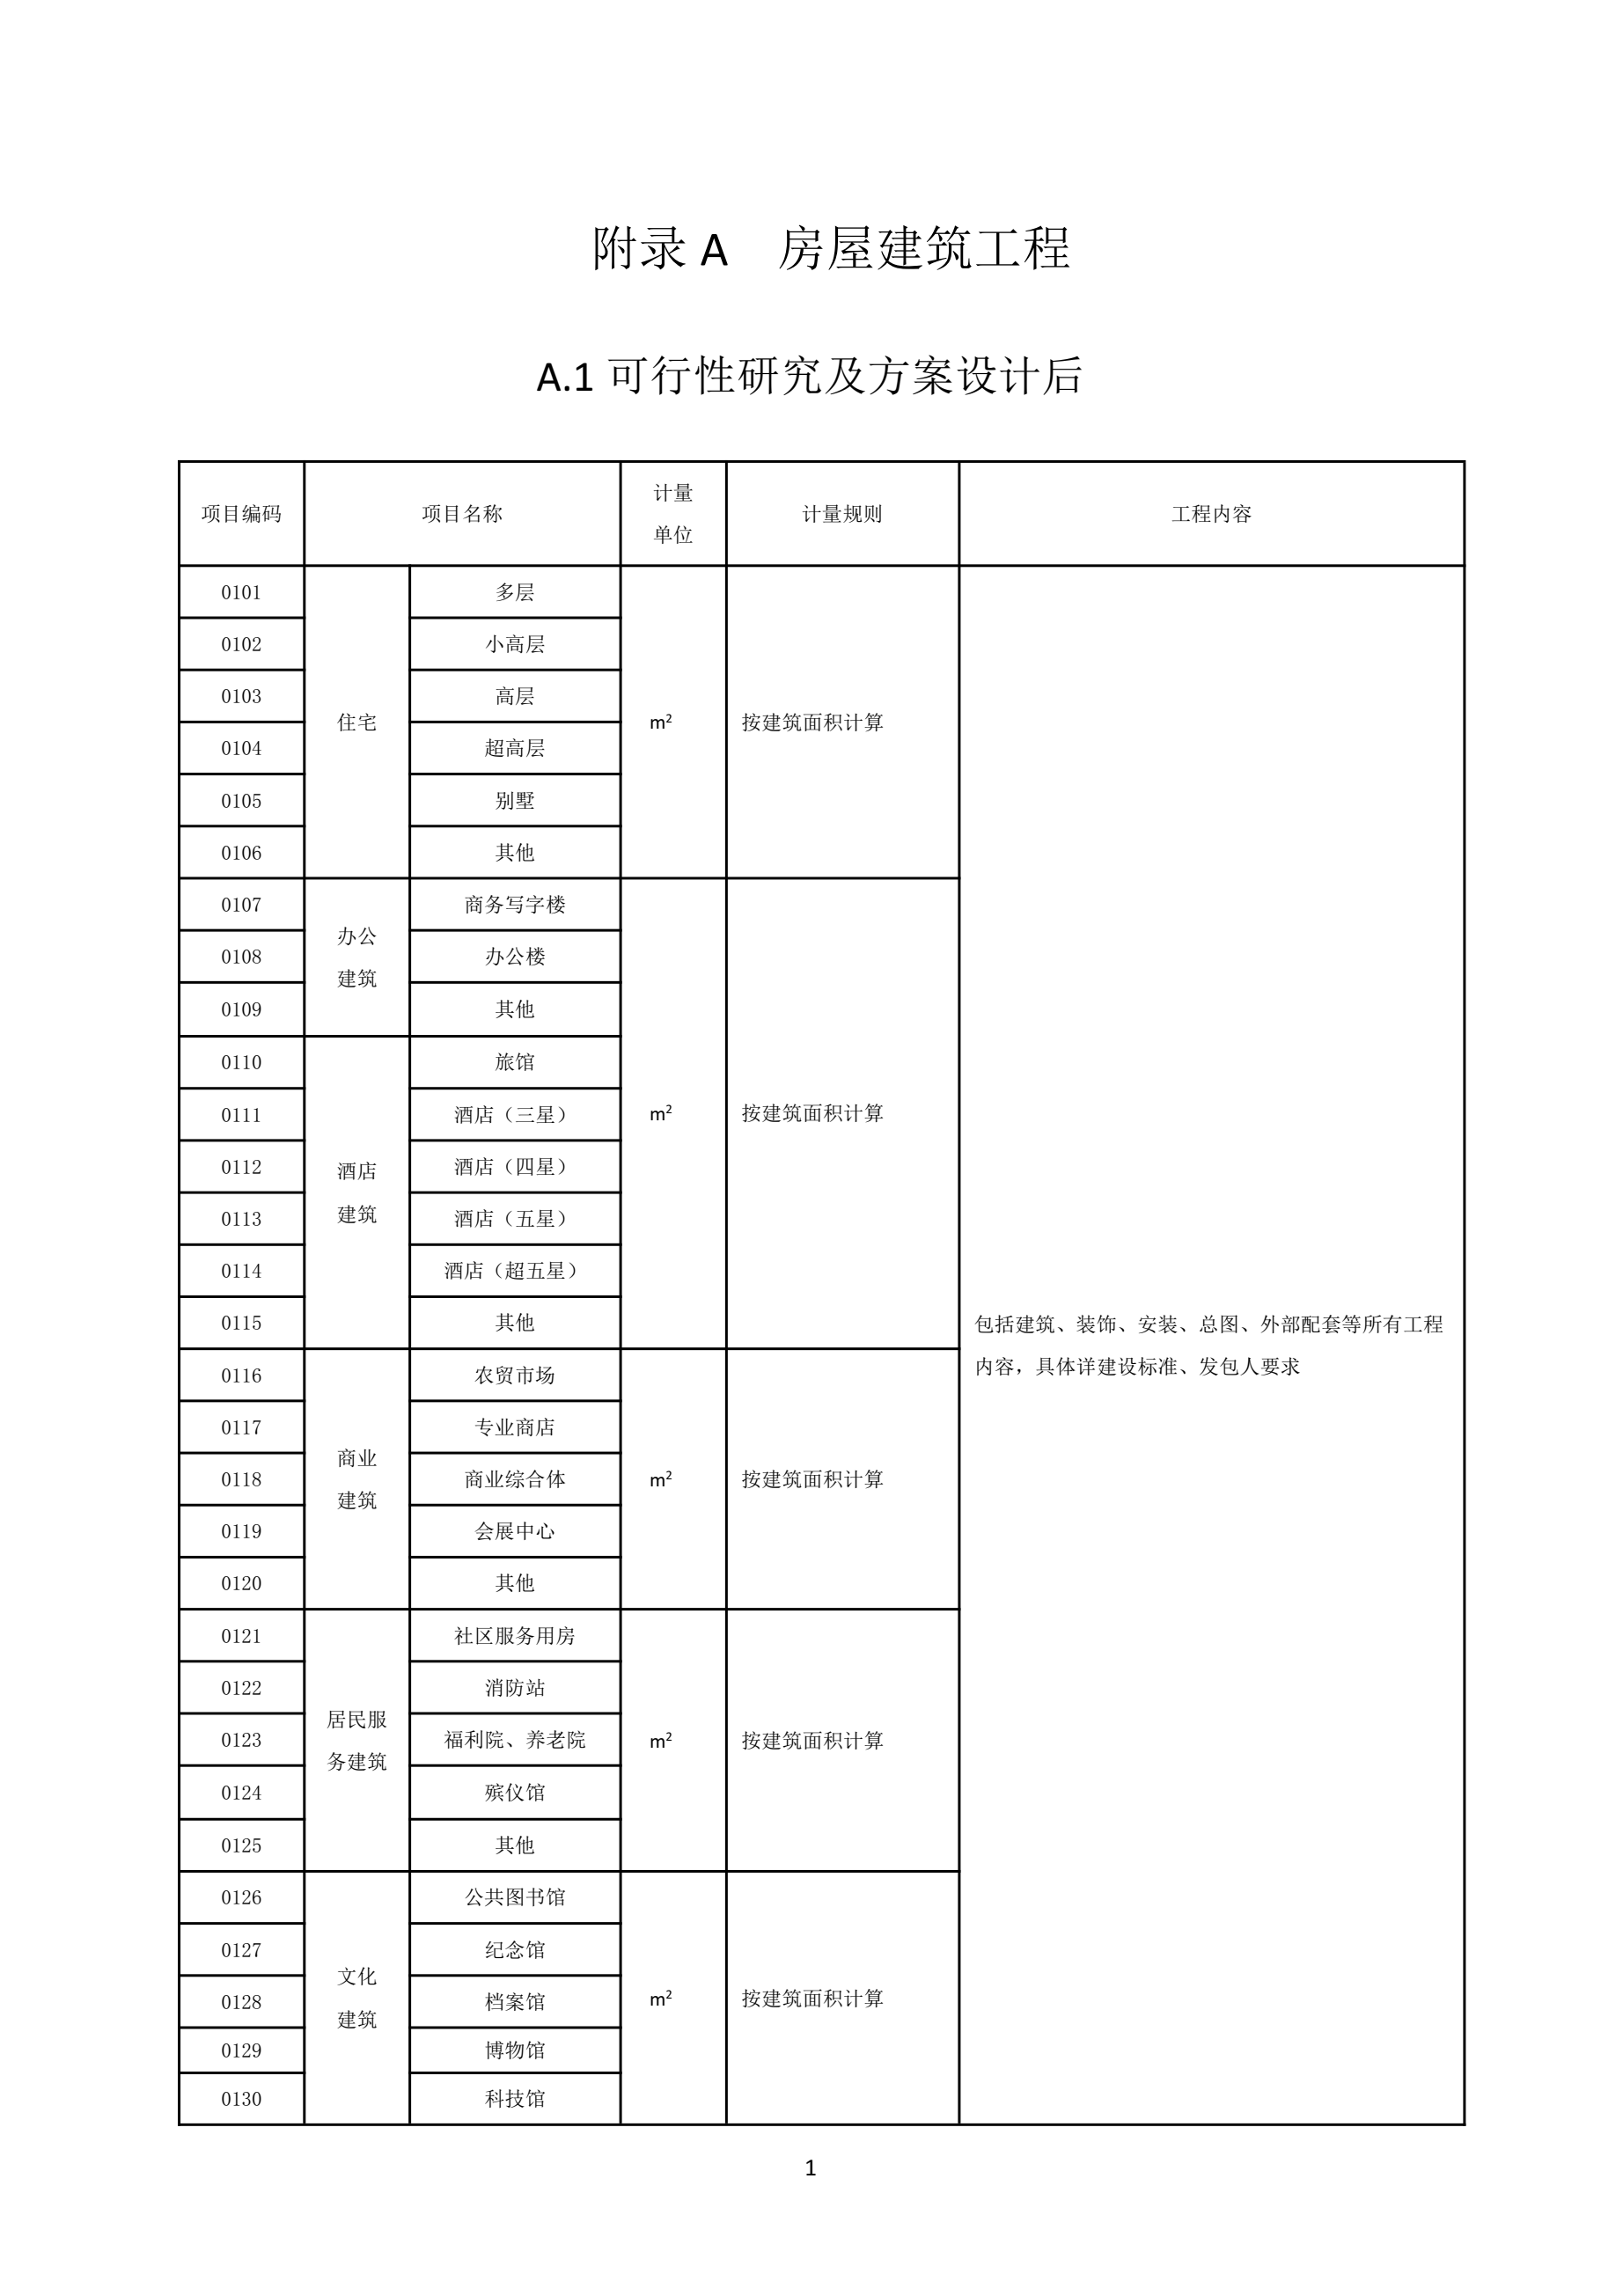 附录 A 房屋建筑工程
A.1 可行性研究及方案设计后
项目编码 项目名称 计量单位 计量规则 工程内容
0101 住宅 多层 m² 按建筑面积计算 包括建筑、装饰、安装、总图、外部配套等所有工程内容，具体详建设标准、发包人要求
0102 小高层
0103 高层
0104 超高层
0105 别墅
0106 其他
0107 办公建筑 商务写字楼 m² 按建筑面积计算
0108 办公楼
0109 其他
0110 酒店建筑 旅馆
0111 酒店（三星）
0112 酒店（四星）
0113 酒店（五星）
0114 酒店（超五星）
0115 其他
0116 商业建筑 农贸市场 m² 按建筑面积计算
0117 专业商店
0118 商业综合体
0119 会展中心
0120 其他
0121 居民服务建筑 社区服务用房 m² 按建筑面积计算
0122 消防站
0123 福利院、养老院
0124 殡仪馆
0125 其他
0126 文化建筑 公共图书馆 m² 按建筑面积计算
0127 纪念馆
0128 档案馆
0129 博物馆
0130 科技馆
1